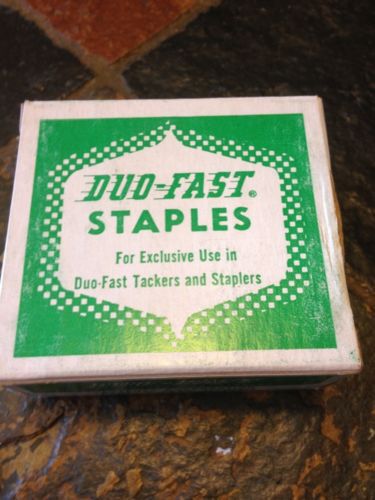 DUO-FAST®
STAPLES
For Exclusive Use in
Duo-Fast Tackers and Staplers